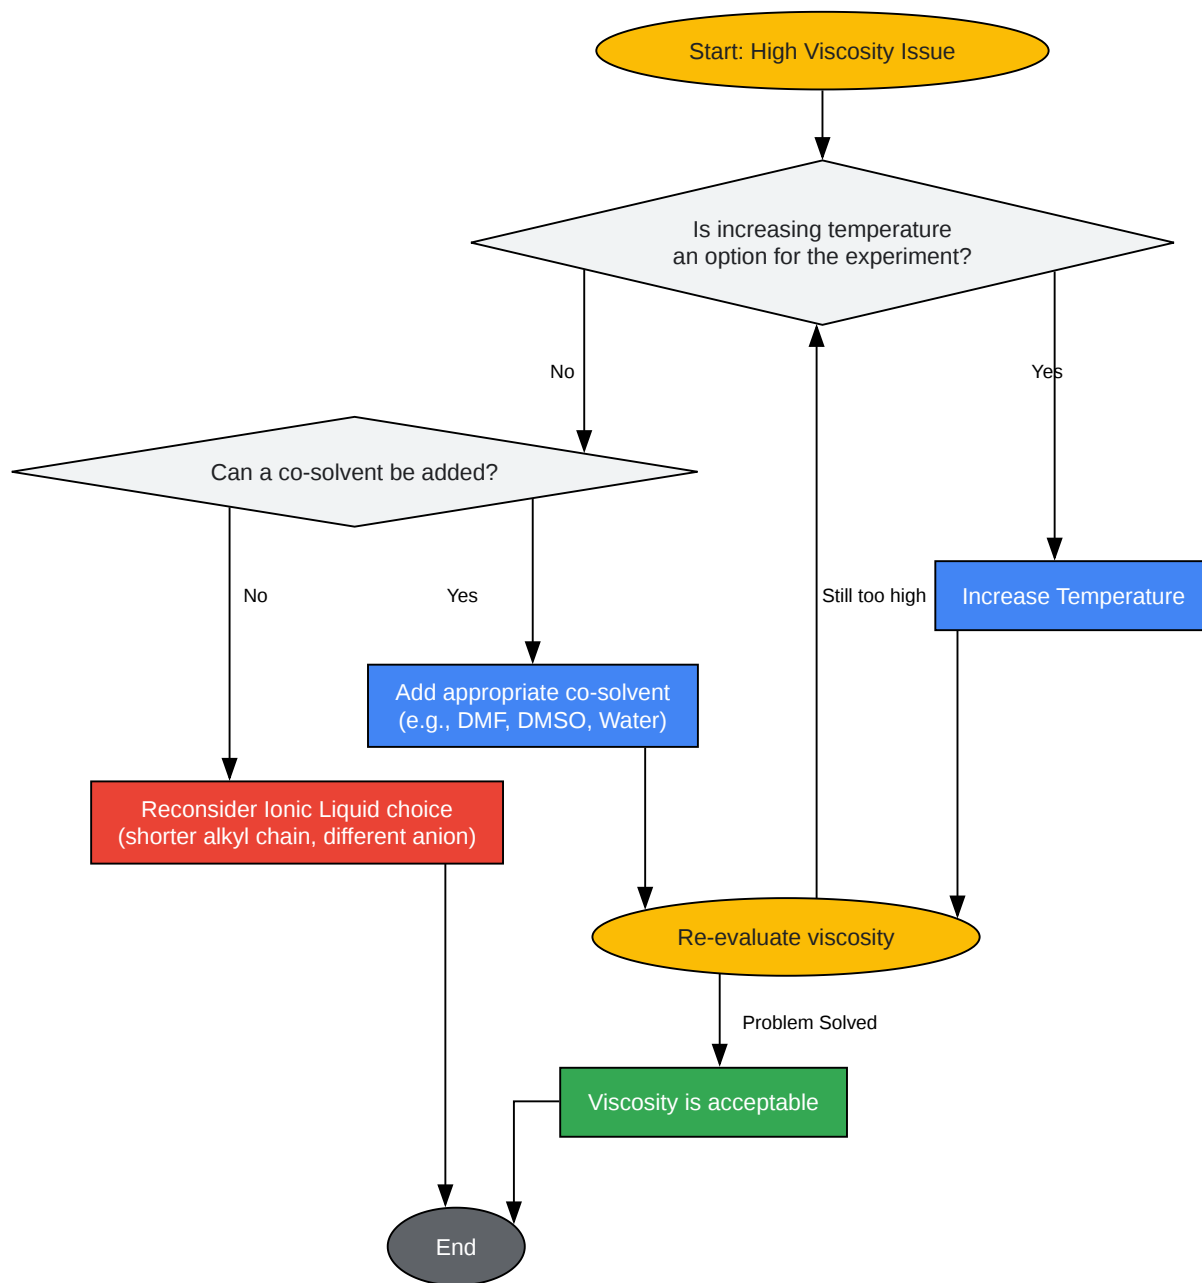 Start: High Viscosity Issue
Is increasing temperature
an option for the experiment?
No
Yes
Can a co-solvent be added?
No
Yes
Still too high
Increase Temperature
Add appropriate co-solvent
(e.g., DMF, DMSO, Water)
Reconsider Ionic Liquid choice
(shorter alkyl chain, different anion)
Re-evaluate viscosity
Problem Solved
Viscosity is acceptable
End